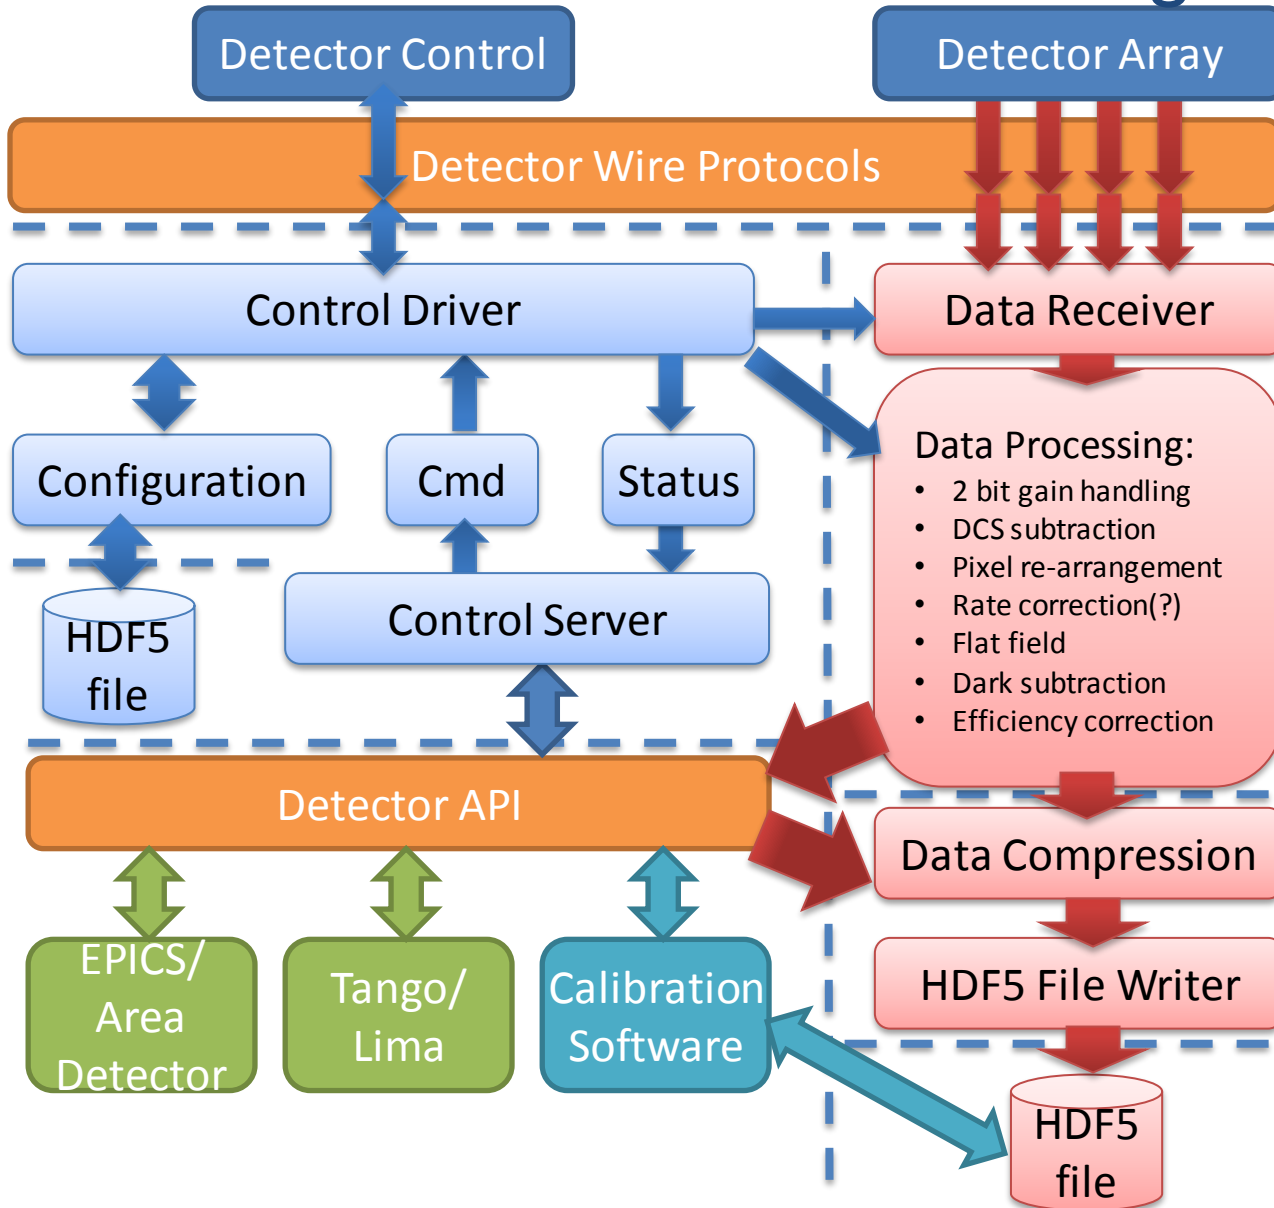 Detector Control
Detector Array
Detector Wire Protocols
Control Driver
Data Receiver
Configuration
Cmd
Status
Data Processing:
• 2 bit gain handling
• DCS subtraction
• Pixel re-arrangement
• Rate correction(?)
• Flat field
• Dark subtraction
• Efficiency correction
HDF5
file
Control Server
Detector API
Data Compression
EPICS/
Area
Detector
Tango/
Lima
Calibration
Software
HDF5 File Writer
HDF5
file